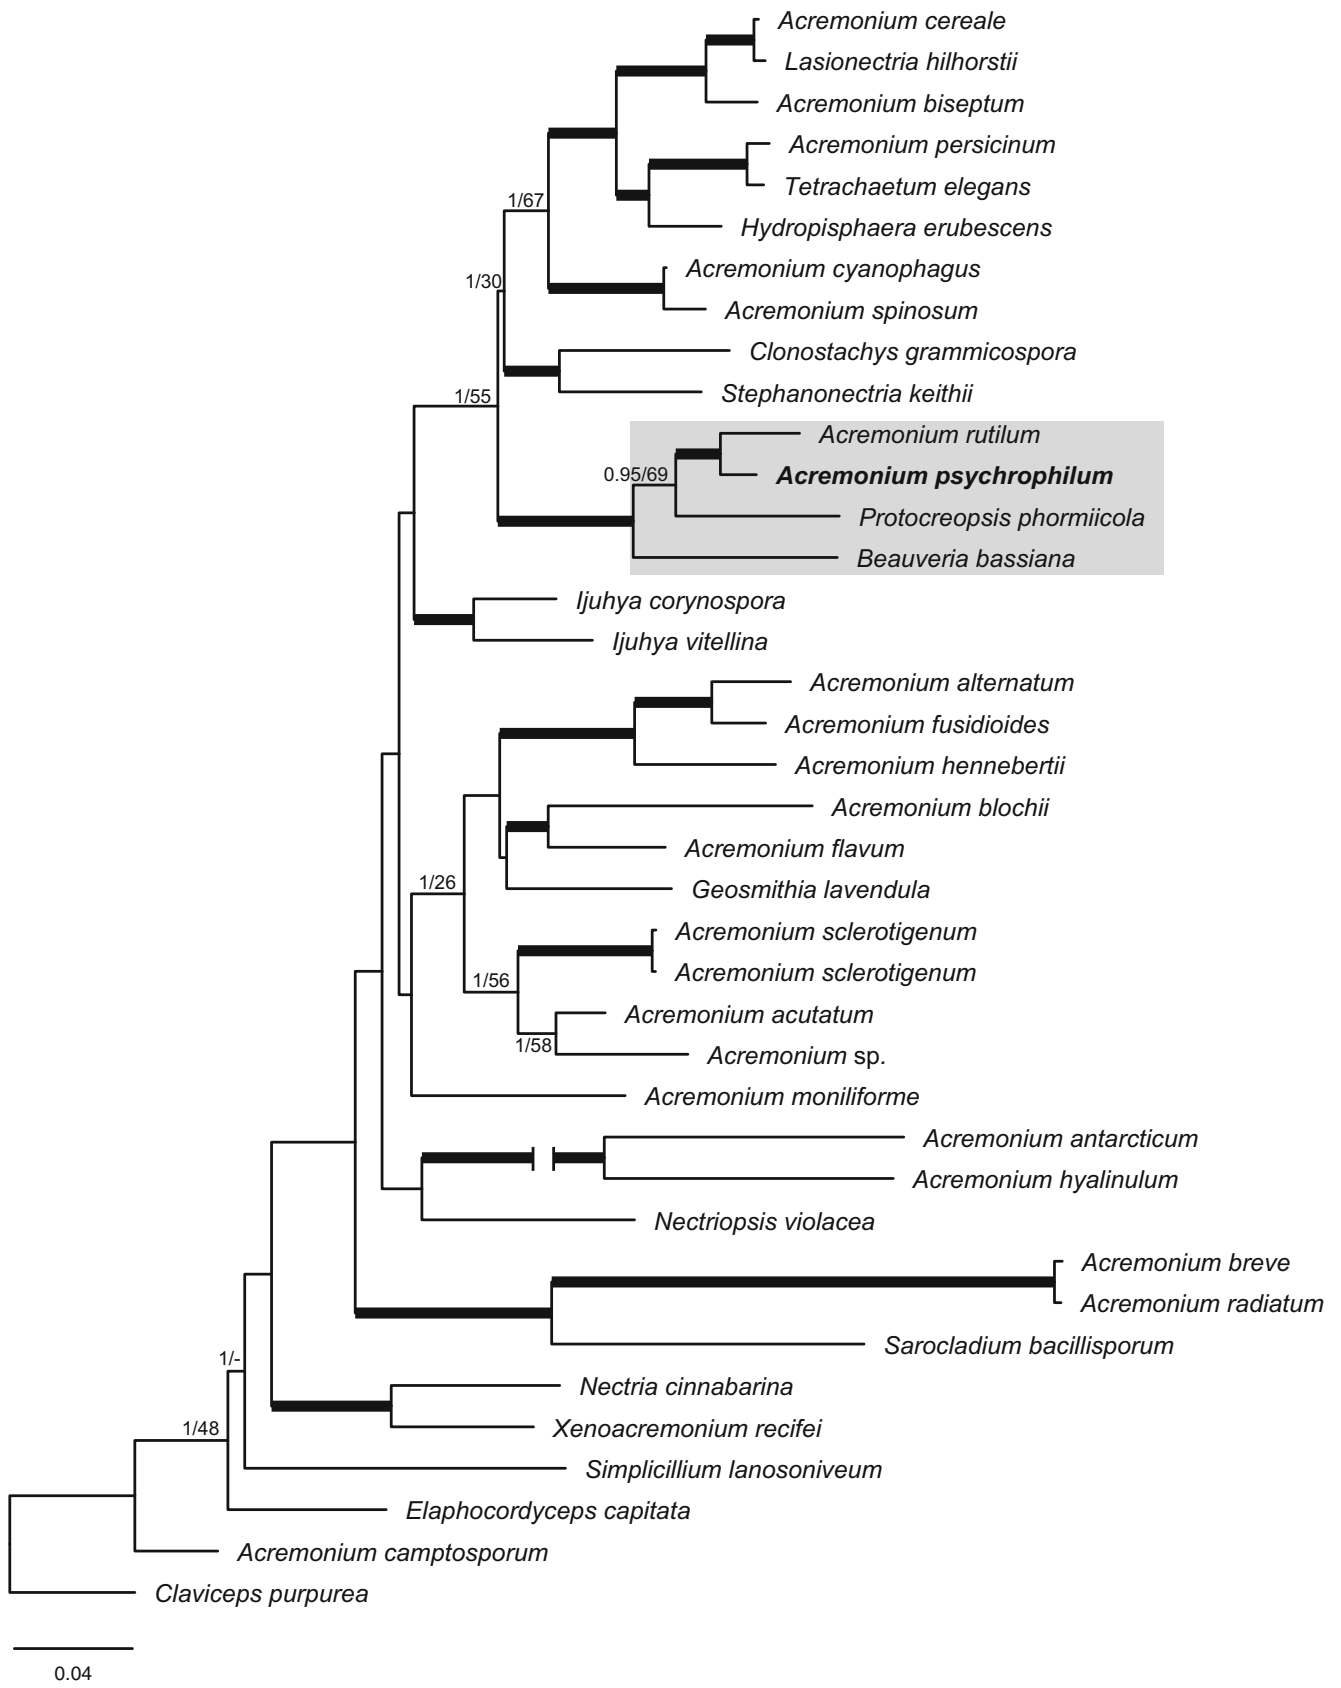 Acremonium cereale
Lasionectria hilhorstii
Acremonium biseptum
Acremonium persicinum
Tetrachaetum elegans
1/67
Hydropisphaera erubescens
Acremonium cyanophagus
1/30
Acremonium spinosum
Clonostachys grammicospora
Stephanonectria keithii
1/55
Acremonium rutilum
0.95/69
Acremonium psychrophilum
Protocreopsis phormiicola
Beauveria bassiana
Ijuhya corynospora
Ijuhya vitellina
Acremonium alternatum
Acremonium fusidioides
Acremonium hennebertii
Acremonium blochii
Acremonium flavum
1/26
Geosmithia lavendula
Acremonium sclerotigenum
Acremonium sclerotigenum
1/56
Acremonium acutatum
1/58
Acremonium sp.
Acremonium moniliforme
Acremonium antarcticum
Acremonium hyalinulum
Nectriopsis violacea
Acremonium breve
Acremonium radiatum
Sarocladium bacillisporum
1/-
Nectria cinnabarina
1/48
Xenoacremonium recifei
Simplicillium lanosoniveum
Elaphocordyceps capitata
Acremonium camptosporum
Claviceps purpurea
0.04